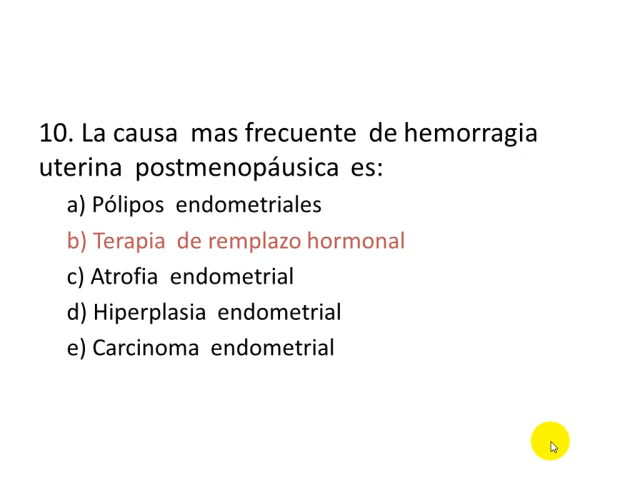 10. La causa mas frecuente de hemorragia
uterina postmenopáusica es:
a) Pólipos endometriales
b) Terapia de remplazo hormonal
c) Atrofia endometrial
d) Hiperplasia endometrial
e) Carcinoma endometrial